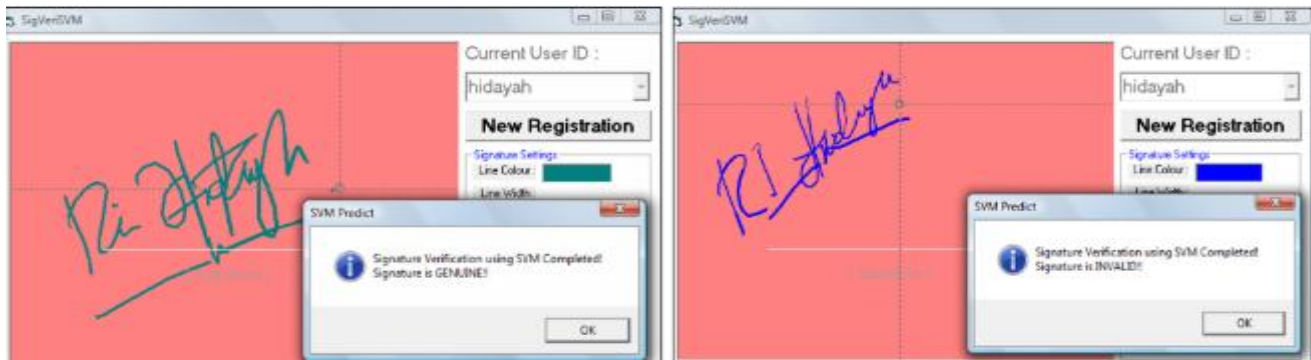 SigVeriSVM
Current User ID :
hidayah
New Registration
Signature Settings
Line Colour:
Line Width:
SVM Predict
Signature Verification using SVM Completed!
Signature is GENUINE!!
OK
SigVeriSVM
Current User ID :
hidayah
New Registration
Signature Settings
Line Colour:
Line Width:
SVM Predict
Signature Verification using SVM Completed!
Signature is INVALID!!
OK